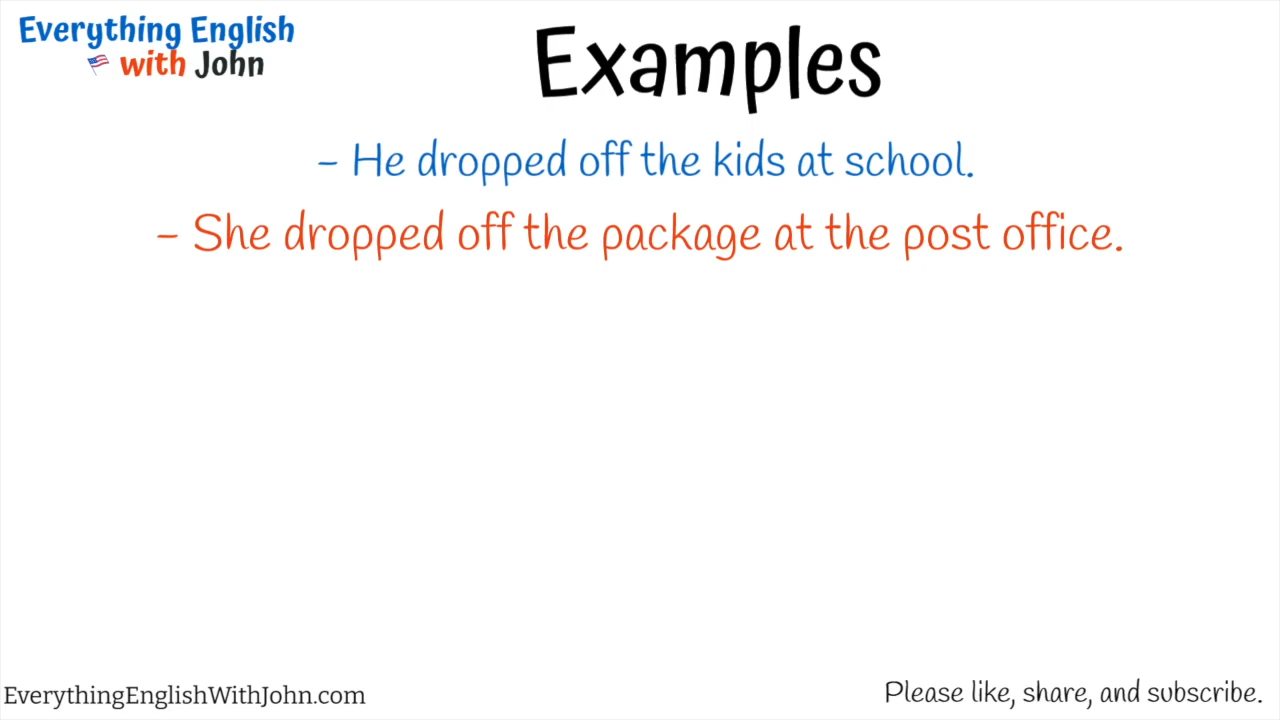 Everything English
with John
Examples
- He dropped off the kids at school.
- She dropped off the package at the post office.
EverythingEnglishWithJohn.com
Please like, share, and subscribe.